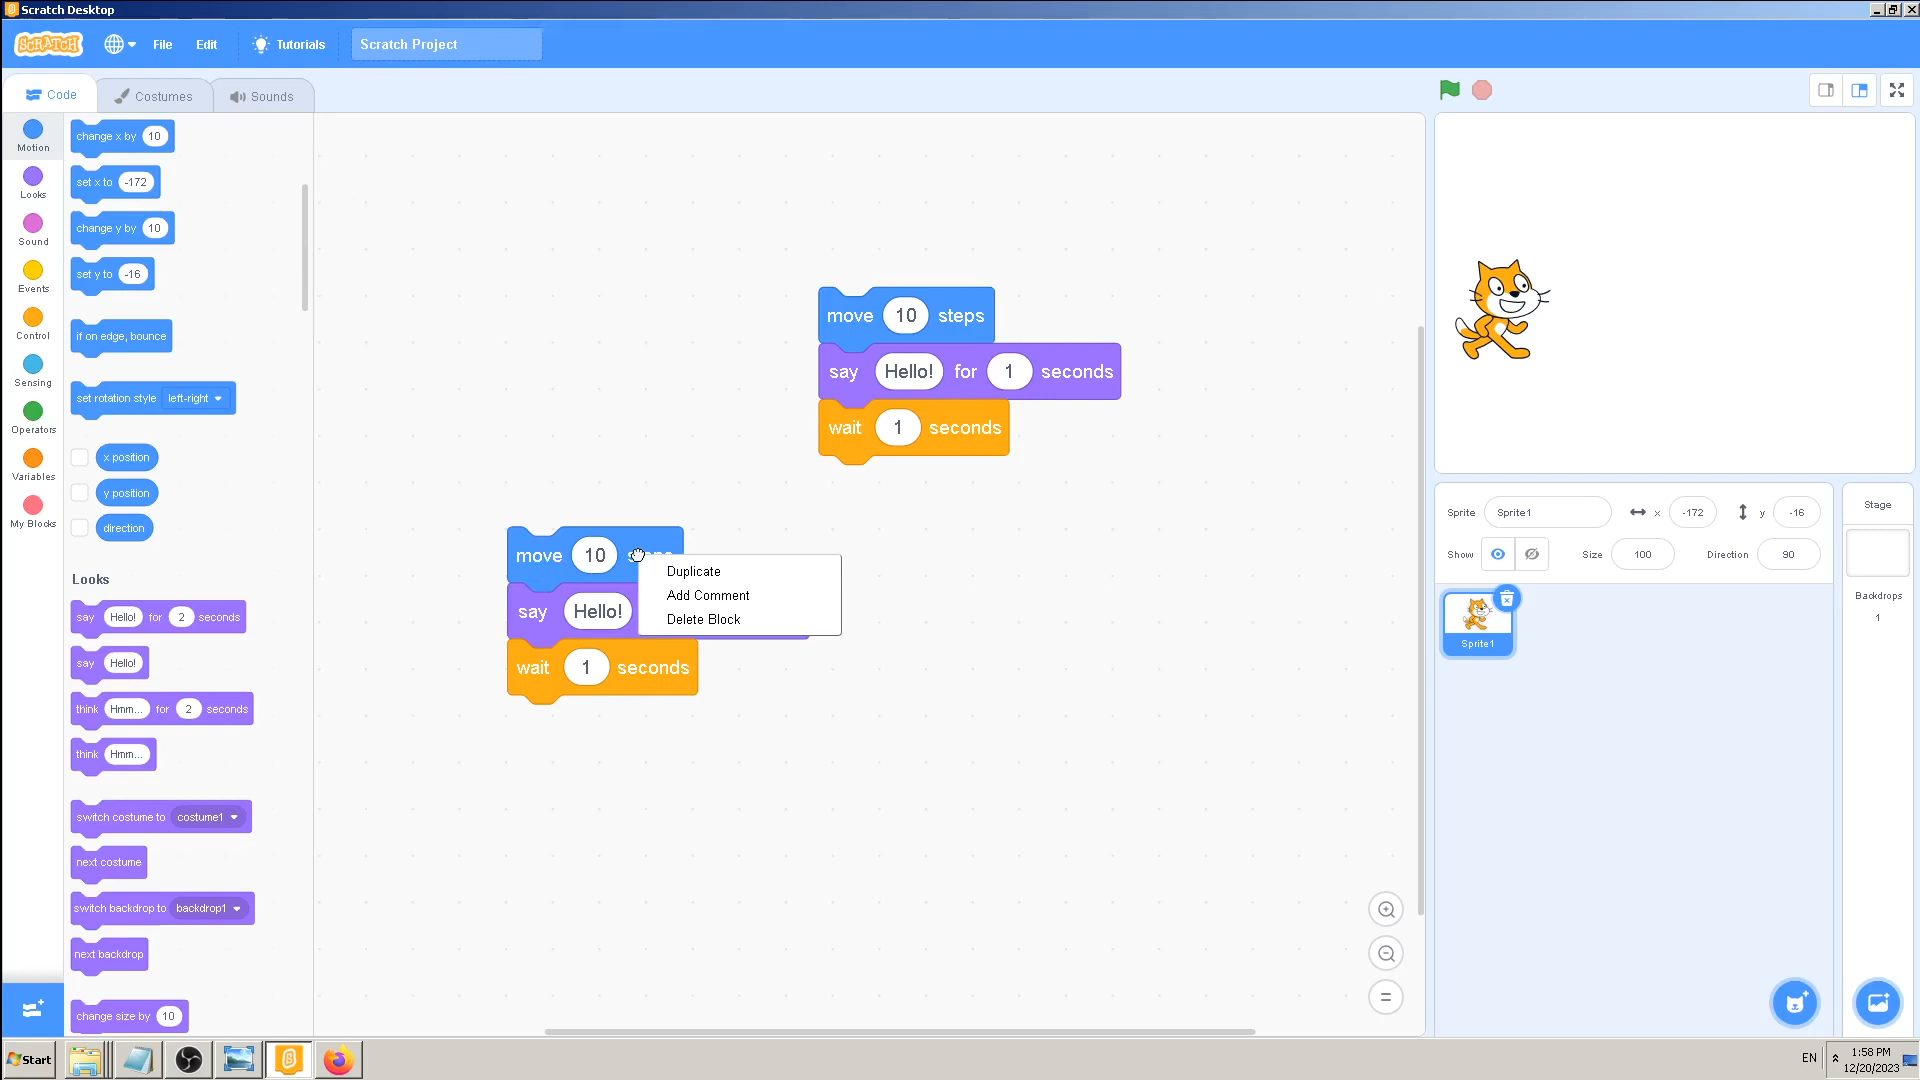 Scratch Desktop
SCRATCH
File
Edit
Tutorials
Scratch Project
Code
Costumes
Sounds
Motion
Looks
Sound
Events
Control
Sensing
Operators
Variables
My Blocks
change x by 10
set x to -172
change y by 10
set y to -16
if on edge, bounce
set rotation style left-right
x position
y position
direction
Looks
say Hello! for 2 seconds
say Hello!
think Hmm... for 2 seconds
think Hmm...
switch costume to costume1
next costume
switch backdrop to backdrop1
next backdrop
change size by 10
move 10 steps
say Hello! for 1 seconds
wait 1 seconds
move 10 steps
say Hello!
wait 1 seconds
Duplicate
Add Comment
Delete Block
Sprite Sprite1 x -172 y -16
Show Size 100 Direction 90
Sprite1
Stage
Backdrops
1
Start
EN
1:58 PM
12/20/2023